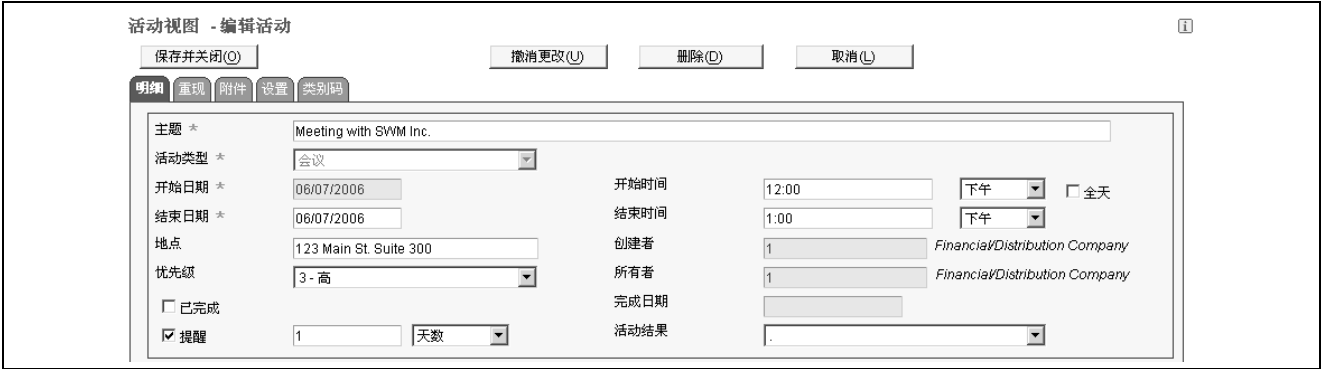 活动视图 - 编辑活动
保存并关闭(O) 撤消更改(U) 删除(D) 取消(L)
明细 重现 附件 设置 类别码
主题 * Meeting with SWM Inc.
活动类型 * 会议
开始日期 * 06/07/2006 开始时间 12:00 下午 全天
结束日期 * 06/07/2006 结束时间 1:00 下午
地点 123 Main St. Suite 300 创建者 1 Financial/Distribution Company
优先级 3 - 高 所有者 1 Financial/Distribution Company
已完成 完成日期
提醒 1 天数 活动结果 .